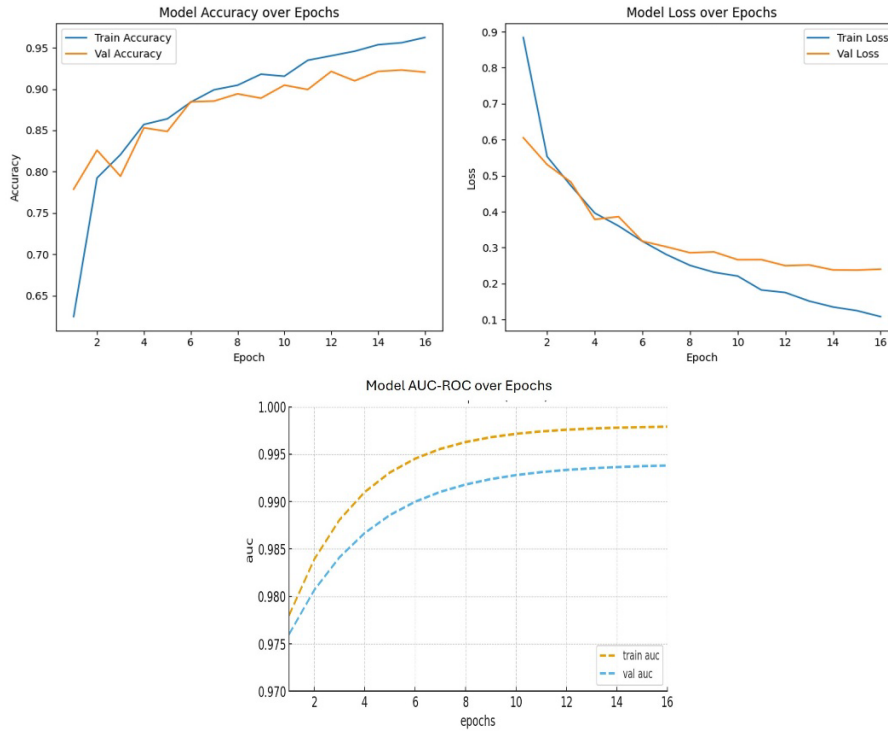 Model Accuracy over Epochs
Train Accuracy
Val Accuracy
0.95
0.90
0.85
0.80
0.75
0.70
0.65
Accuracy
2 4 6 8 10 12 14 16
Epoch
Model Loss over Epochs
Train Loss
Val Loss
0.9
0.8
0.7
0.6
0.5
0.4
0.3
0.2
0.1
Loss
2 4 6 8 10 12 14 16
Epoch
Model AUC-ROC over Epochs
1.000
0.995
0.990
0.985
0.980
0.975
0.970
auc
train auc
val auc
2 4 6 8 10 12 14 16
epochs